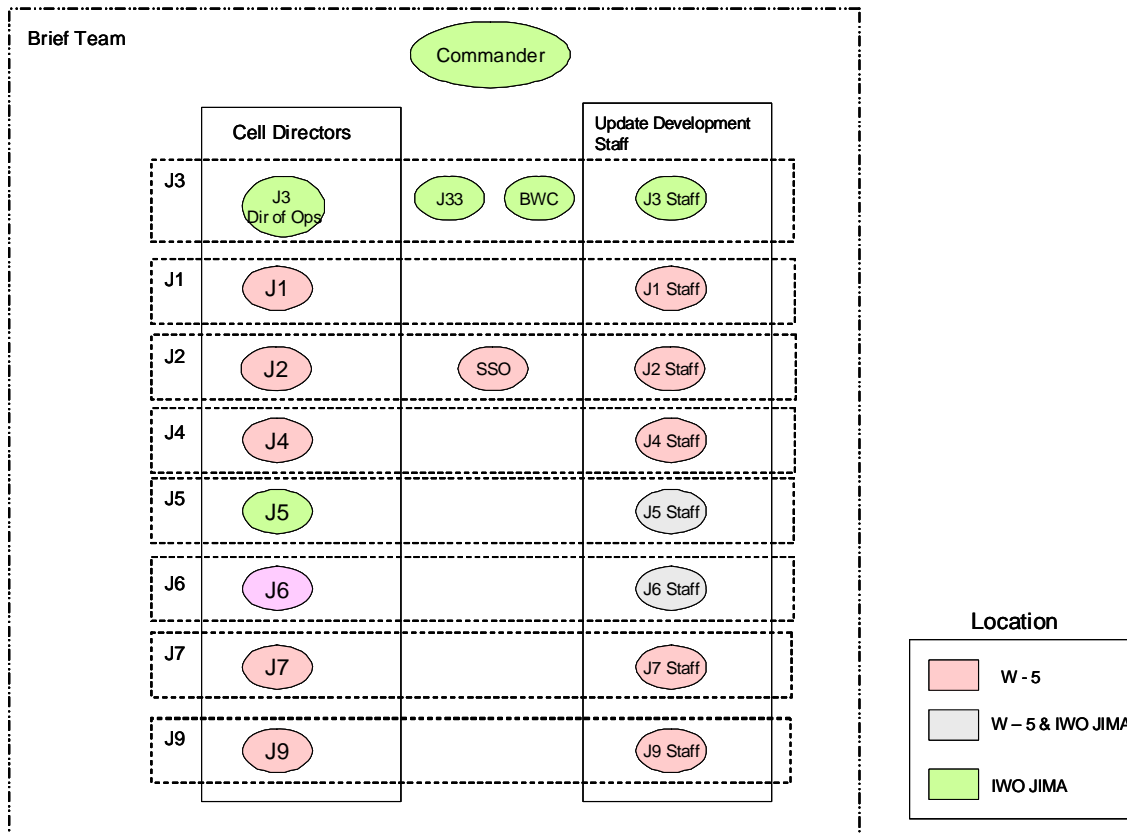 Brief Team
Commander
Cell Directors
Update Development
Staff
J3
J3
Dir of Ops
J33
BWC
J3 Staff
J1
J1
J1 Staff
J2
J2
SSO
J2 Staff
J4
J4
J4 Staff
J5
J5
J5 Staff
J6
J6
J6 Staff
J7
J7
J7 Staff
J9
J9
J9 Staff
Location
W - 5
W – 5 & IWO JIMA
IWO JIMA